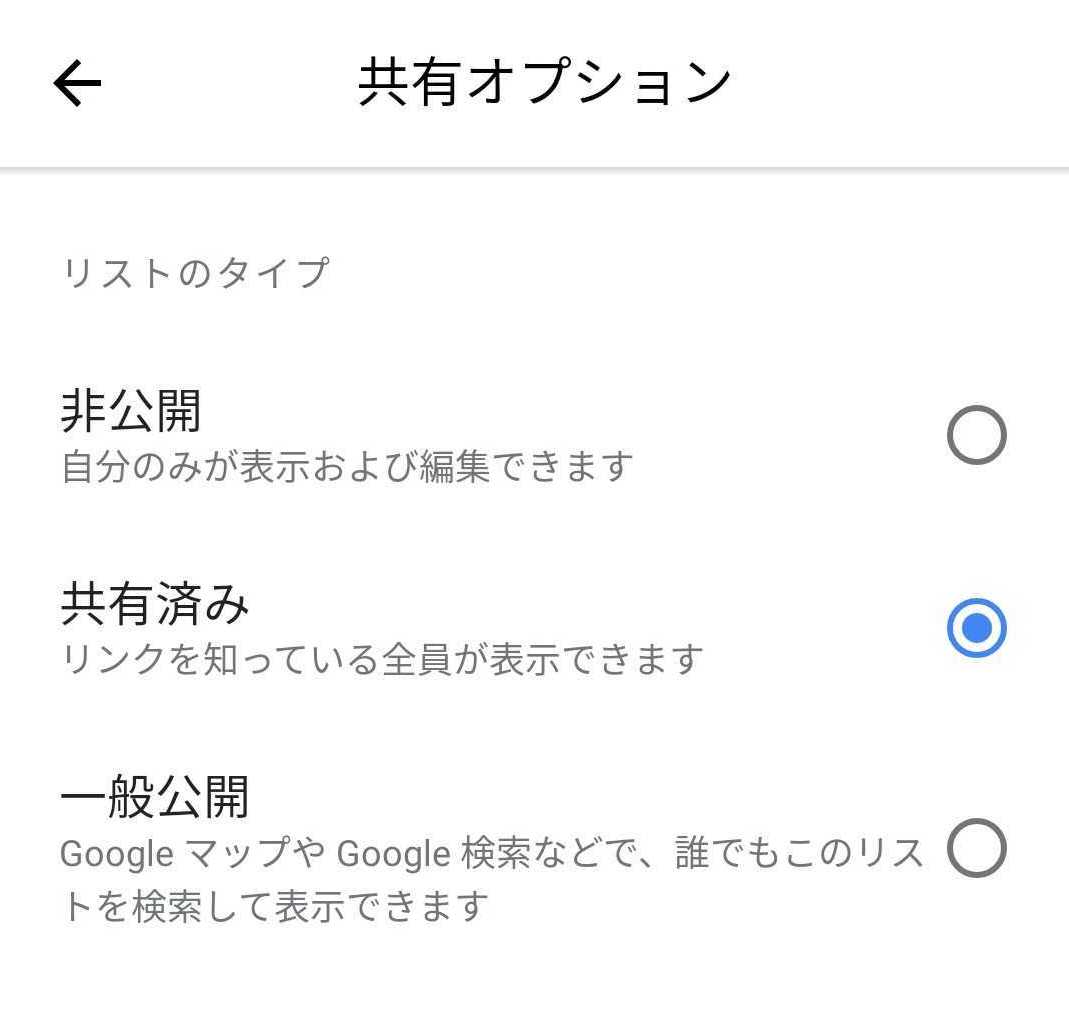 共有オプション
リストのタイプ
非公開
自分のみが表示および編集できます
共有済み
リンクを知っている全員が表示できます
一般公開
Google マップや Google 検索などで、誰でもこのリス
トを検索して表示できます